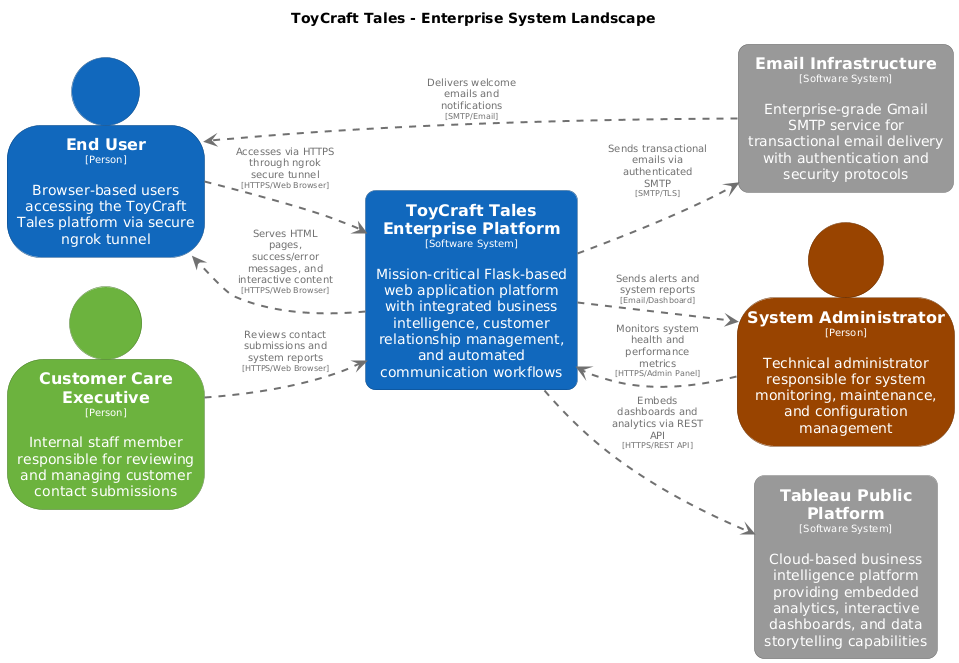 ToyCraft Tales - Enterprise System Landscape
End User
[Person]
Browser-based users
accessing the ToyCraft
Tales platform via secure
ngrok tunnel
Customer Care
Executive
[Person]
Internal staff member
responsible for reviewing
and managing customer
contact submissions
Delivers welcome
emails and
notifications
[SMTP/Email]
Accesses via HTTPS
through ngrok
secure tunnel
[HTTPS/Web Browser]
Serves HTML
pages,
success/error
messages, and
interactive content
[HTTPS/Web Browser]
Reviews contact
submissions and
system reports
[HTTPS/Web Browser]
ToyCraft Tales
Enterprise Platform
[Software System]
Mission-critical Flask-based
web application platform
with integrated business
intelligence, customer
relationship management,
and automated
communication workflows
Sends transactional
emails via
authenticated
SMTP
[SMTP/TLS]
Sends alerts and
system reports
[Email/Dashboard]
Monitors system
health and
performance
metrics
[HTTPS/Admin Panel]
Embeds
dashboards and
analytics via REST
API
[HTTPS/REST API]
Email Infrastructure
[Software System]
Enterprise-grade Gmail
SMTP service for
transactional email delivery
with authentication and
security protocols
System Administrator
[Person]
Technical administrator
responsible for system
monitoring, maintenance,
and configuration
management
Tableau Public
Platform
[Software System]
Cloud-based business
intelligence platform
providing embedded
analytics, interactive
dashboards, and data
storytelling capabilities